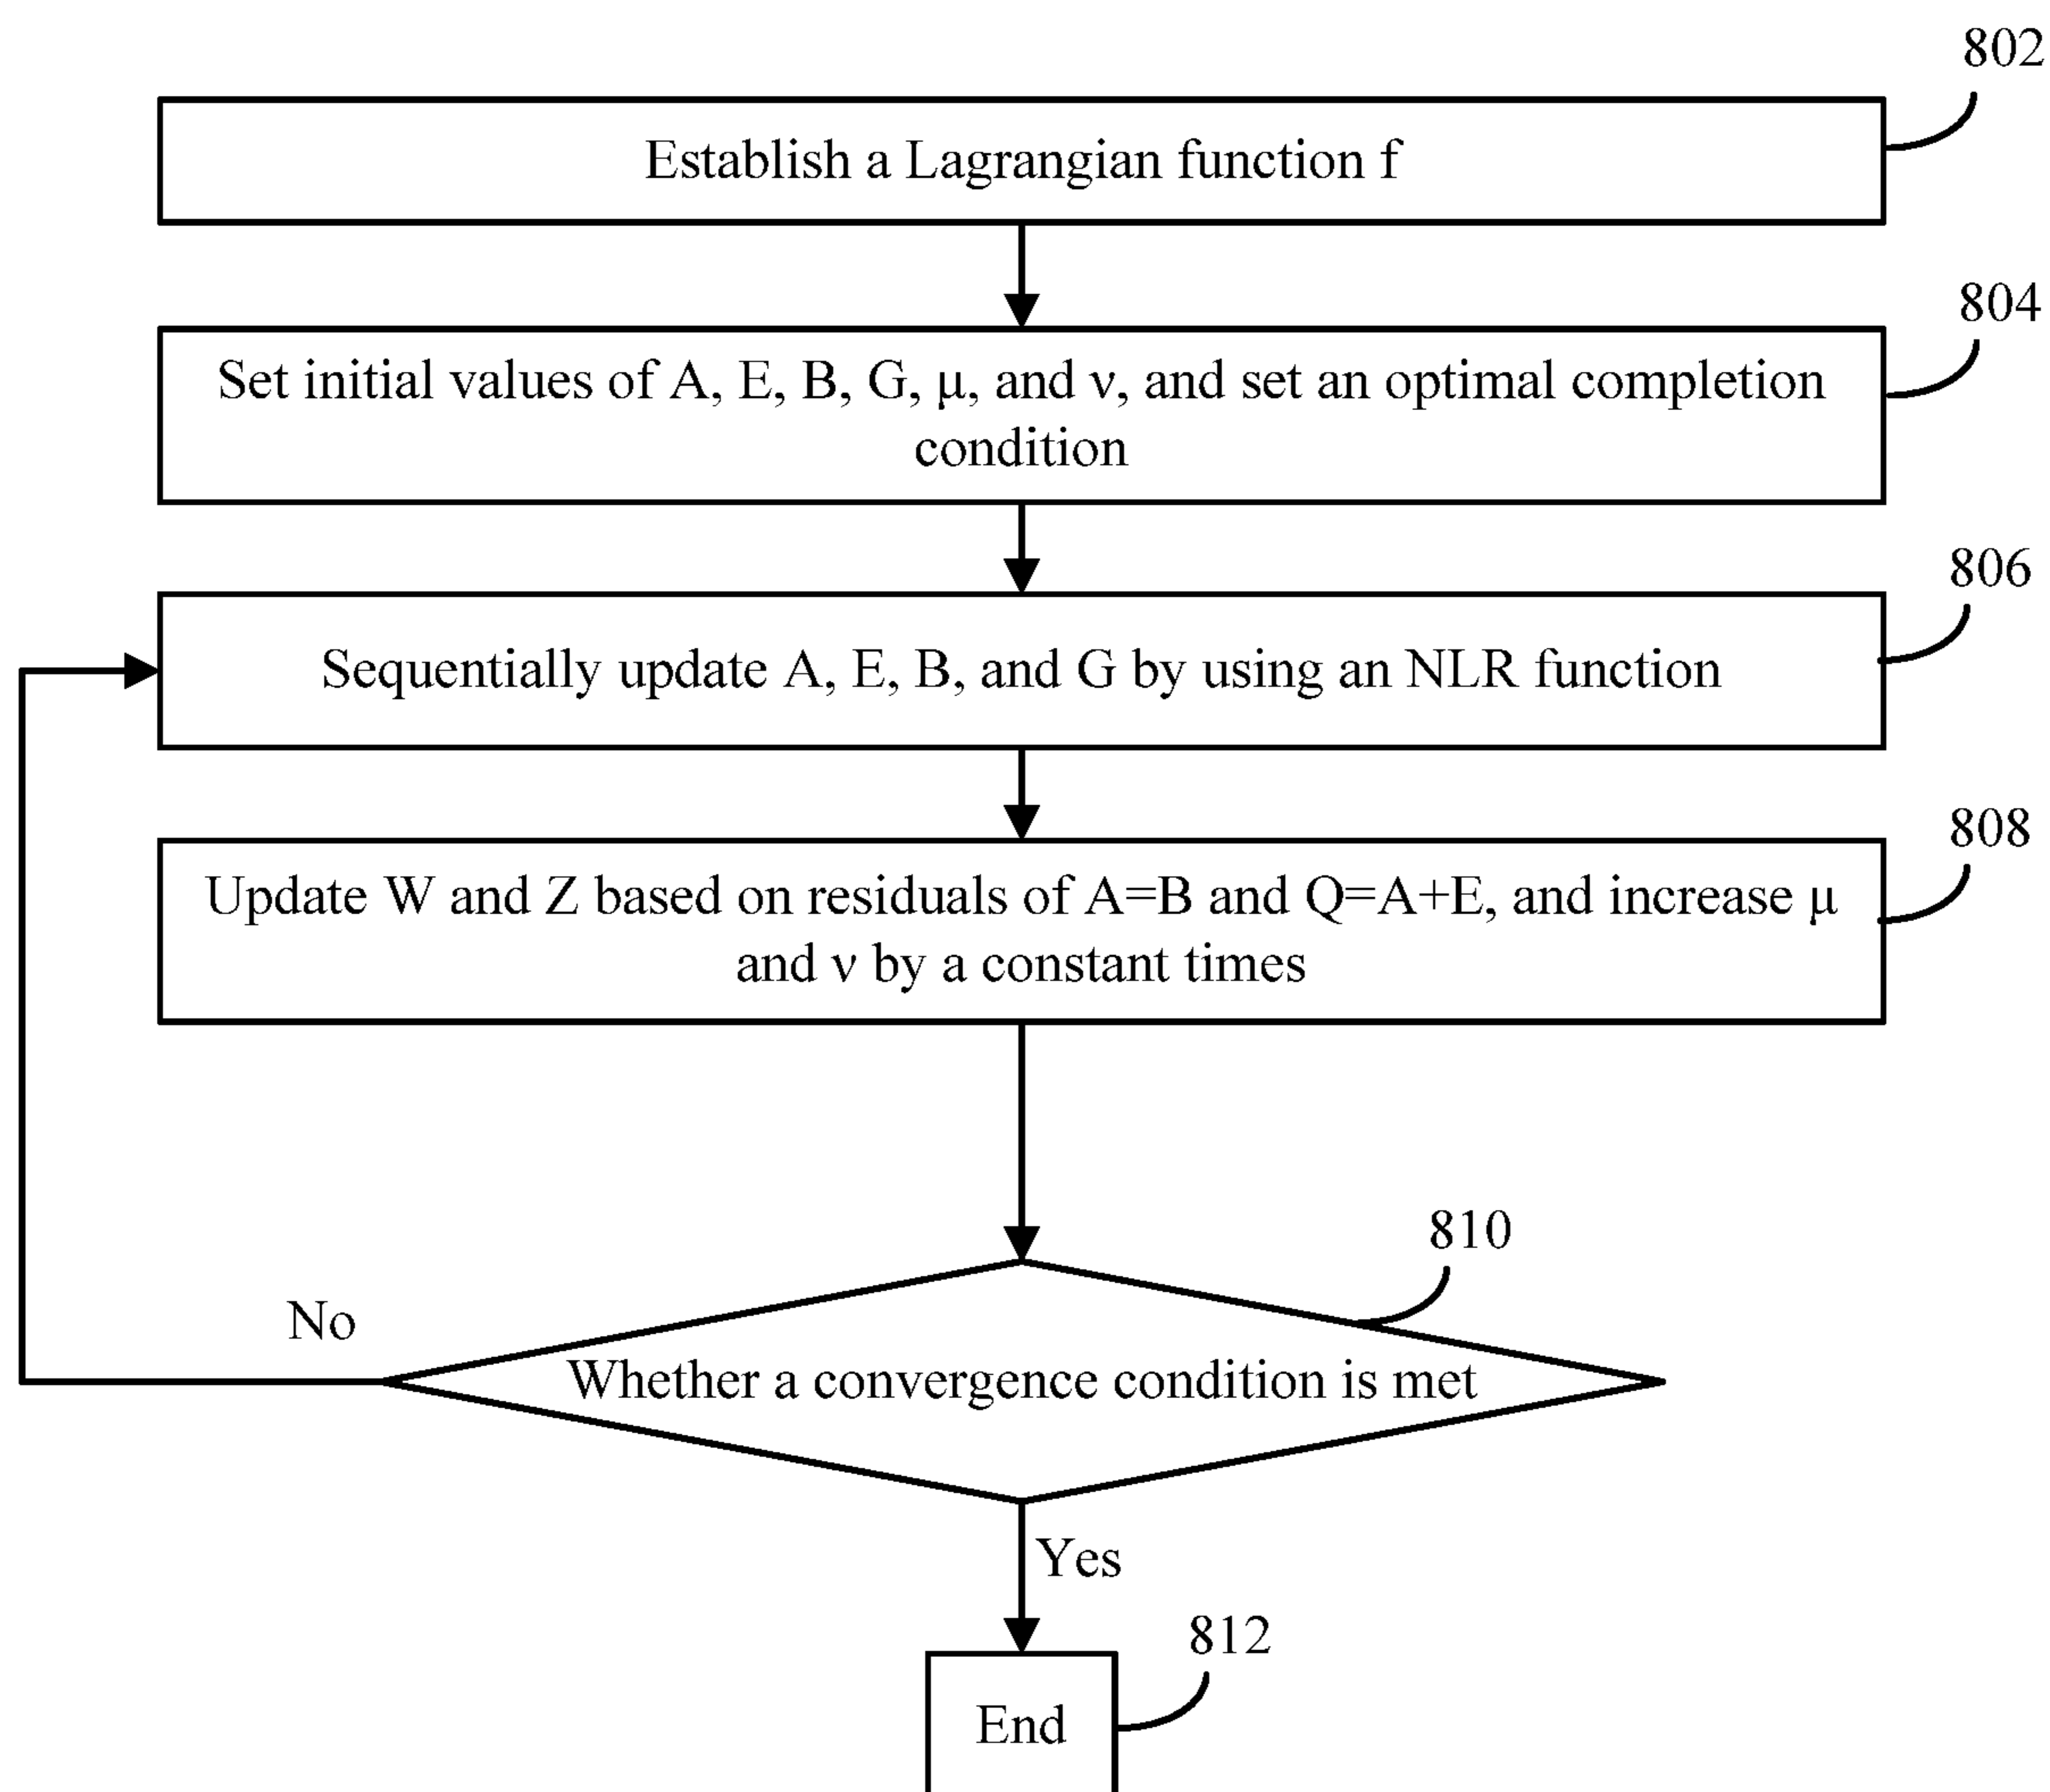 802
Establish a Lagrangian function f
804
Set initial values of A, E, B, G, μ, and ν, and set an optimal completion
condition
806
Sequentially update A, E, B, and G by using an NLR function
808
Update W and Z based on residuals of A=B and Q=A+E, and increase μ
and ν by a constant times
810
No
Whether a convergence condition is met
Yes
812
End